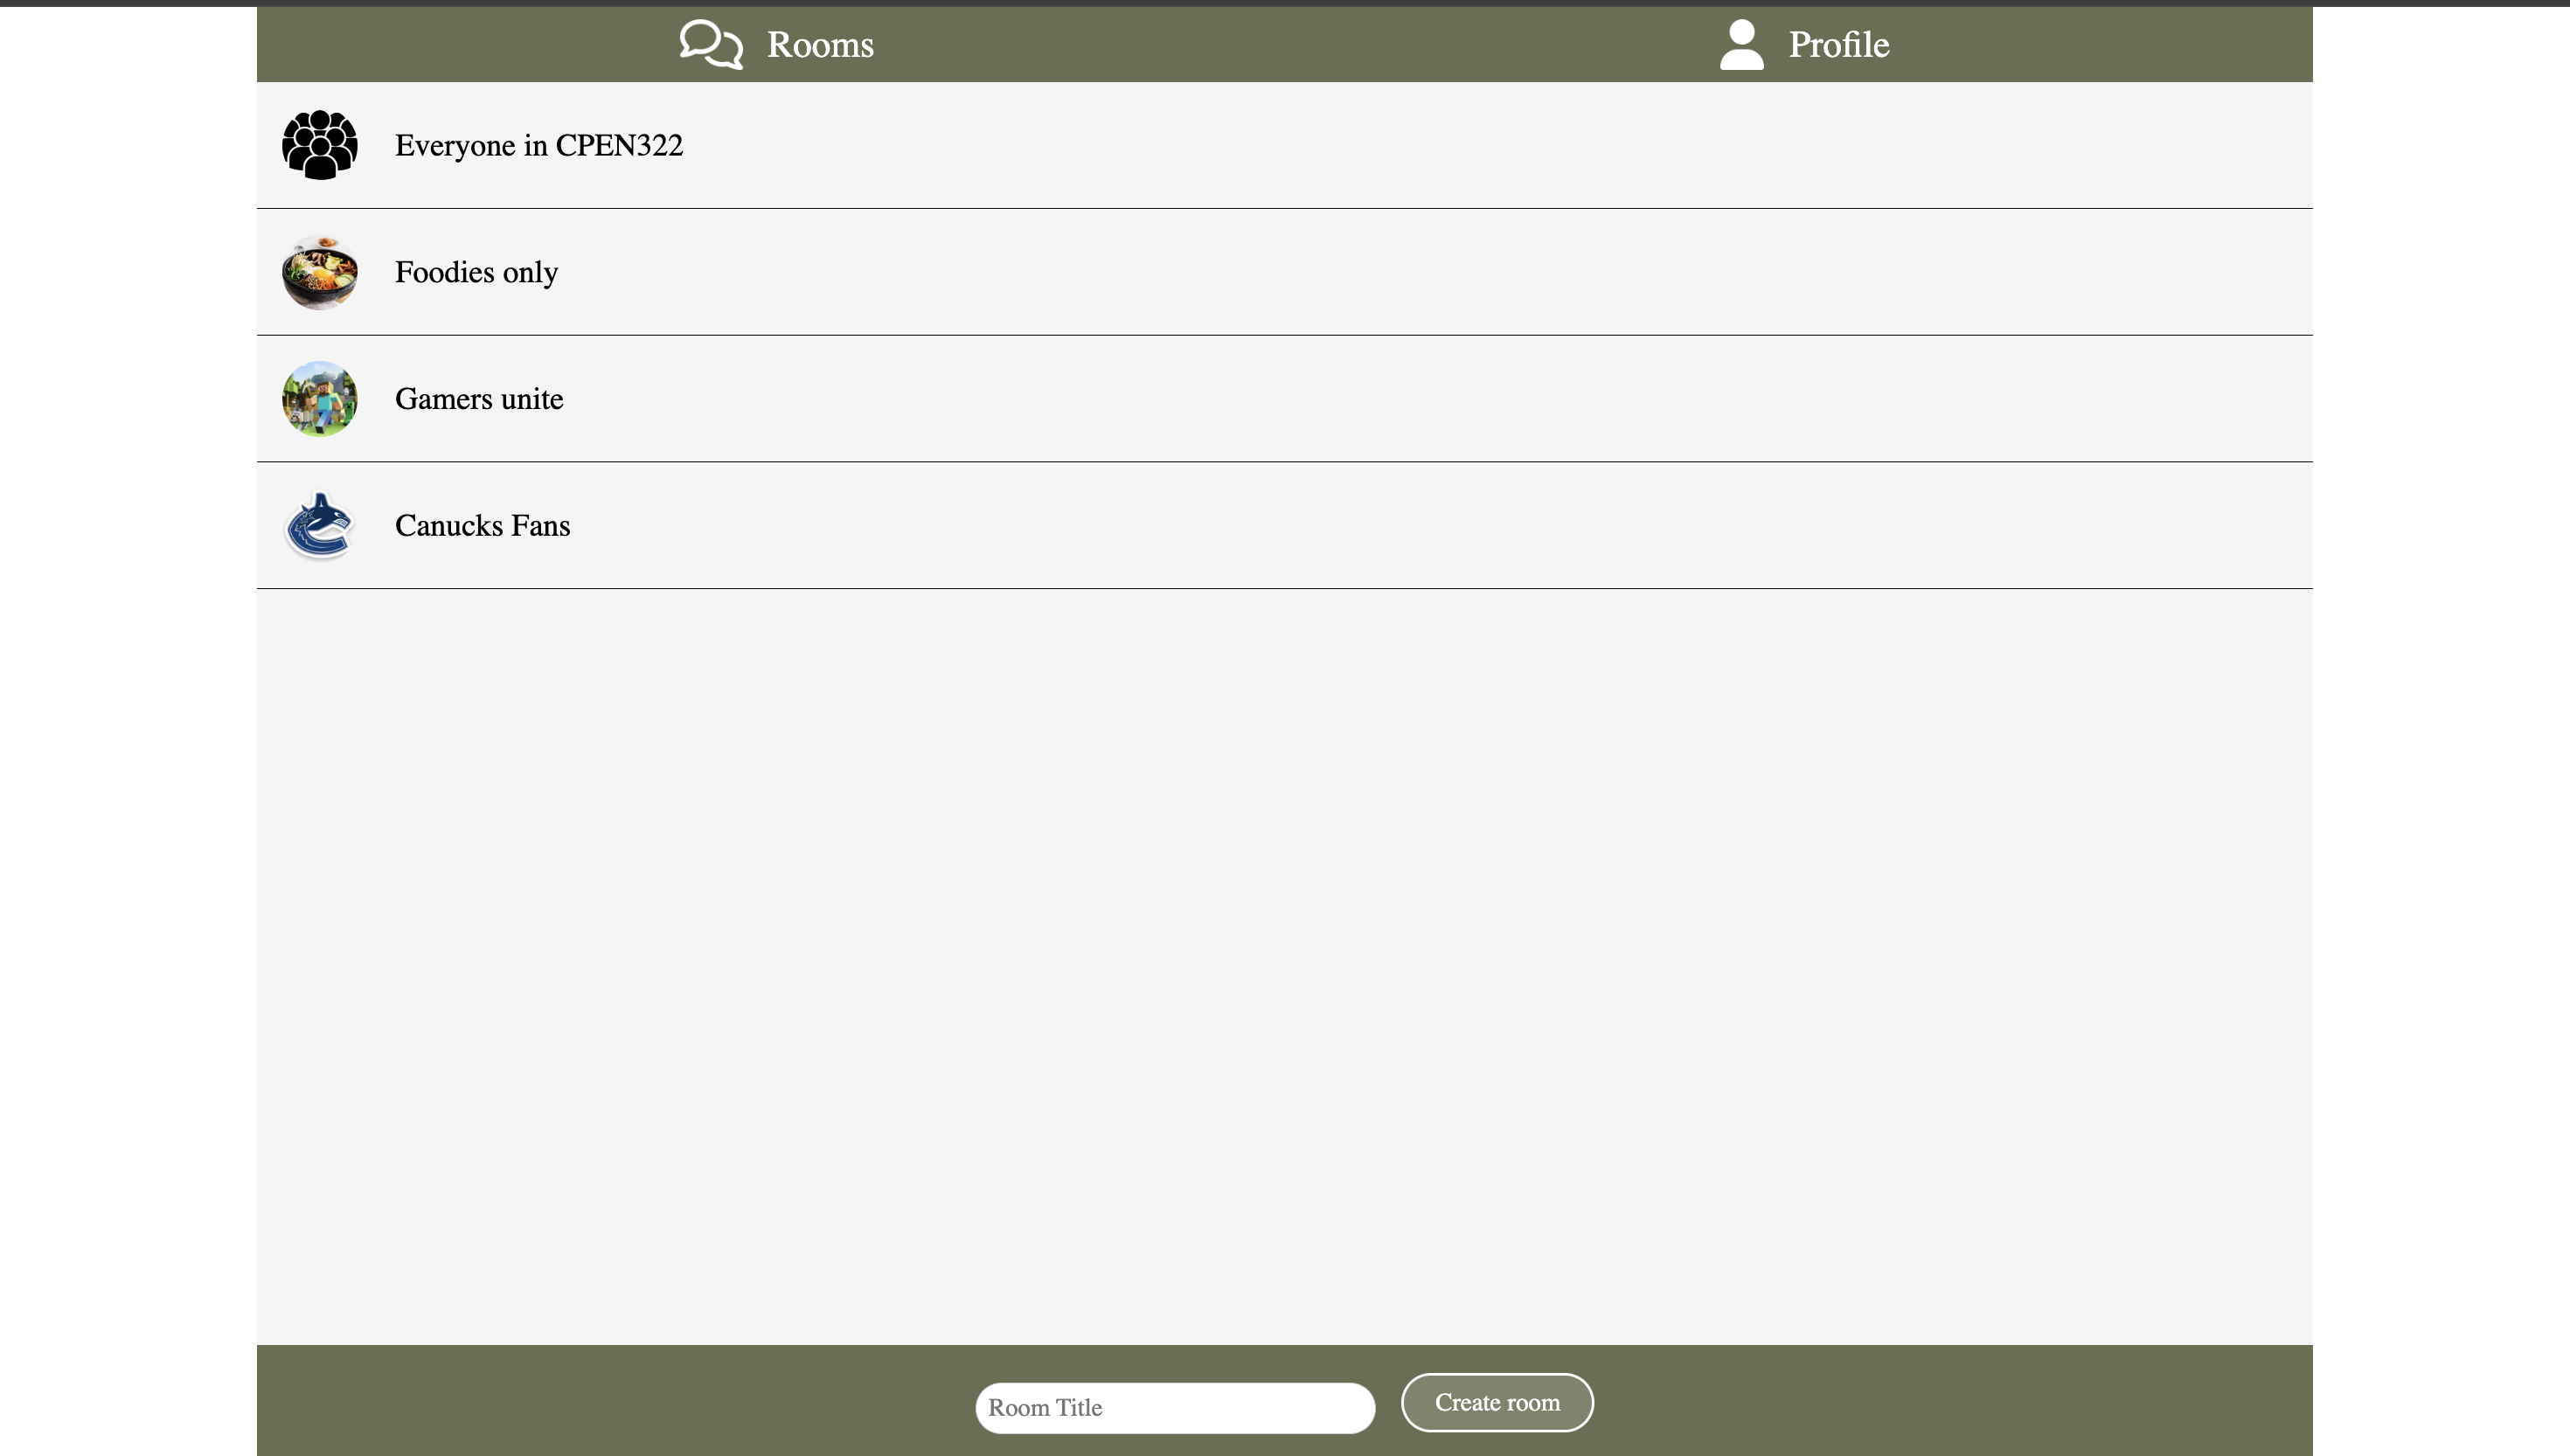 Rooms
Profile
Everyone in CPEN322
Foodies only
Gamers unite
Canucks Fans
Room Title
Create room